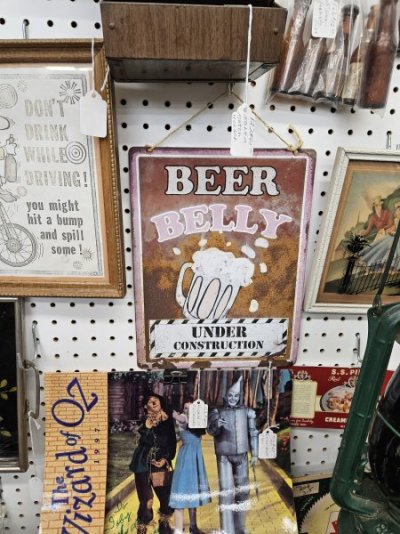 DON'T
DRINK
WHILE
DRIVING!
you might
hit a bump
and spill
some!
BEER
BELLY
UNDER
CONSTRUCTION
The
Wizard of Oz
1997
S.S. PI
CREAM